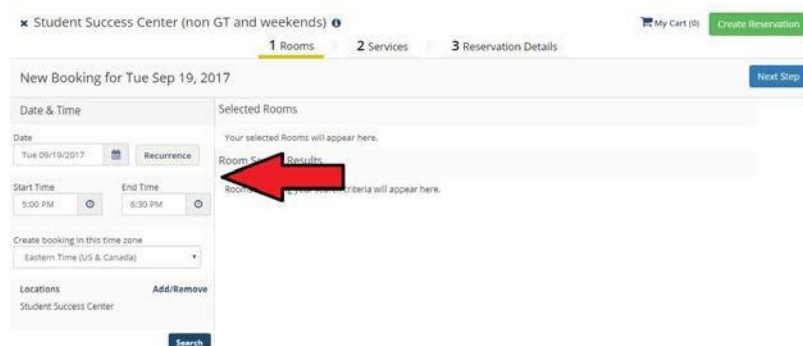 × Student Success Center (non GT and weekends)
My Cart (0)
Create Reservation
1 Rooms
2 Services
3 Reservation Details
New Booking for Tue Sep 19, 2017
Next Step
Date & Time
Selected Rooms
Date
Your selected Rooms will appear here.
Tue 09/19/2017
Recurrence
Room Results
Start Time
End Time
Rooms criteria will appear here.
5:00 PM
6:30 PM
Create booking in this time zone
Eastern Time (US & Canada)
Locations
Add/Remove
Student Success Center
Search